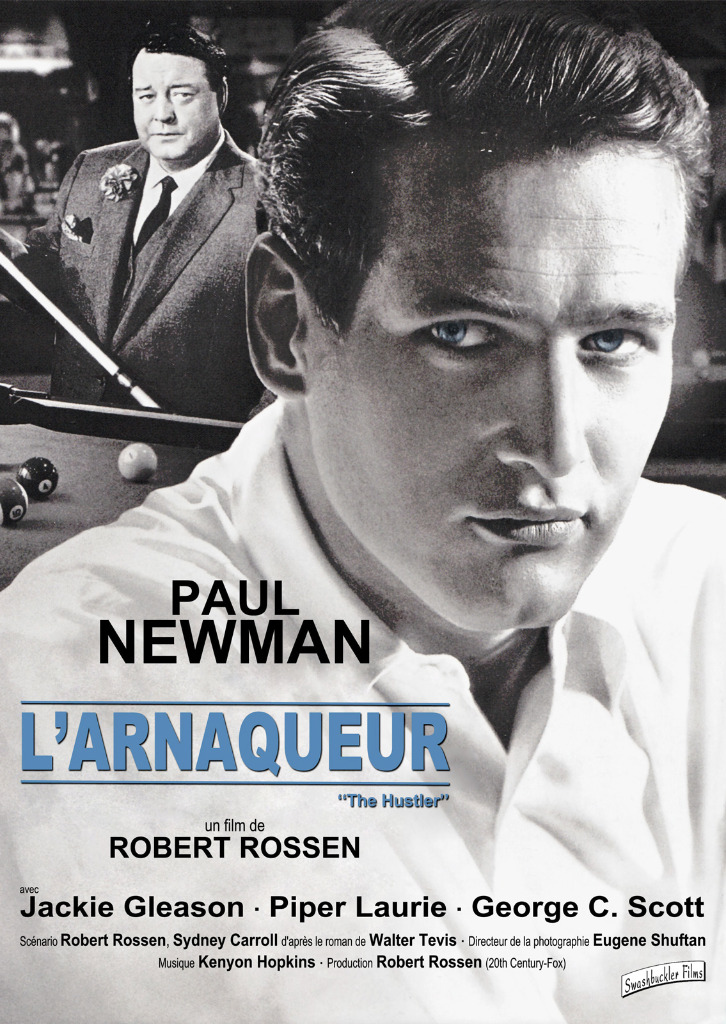 PAUL
NEWMAN
L'ARNAQUEUR
“The Hustler”
un film de
ROBERT ROSSEN
avec
Jackie Gleason · Piper Laurie · George C. Scott
Scénario Robert Rossen, Sydney Carroll d'après le roman de Walter Tevis · Directeur de la photographie Eugene Shuftan
Musique Kenyon Hopkins · Production Robert Rossen (20th Century-Fox)
Swashbuckler Films